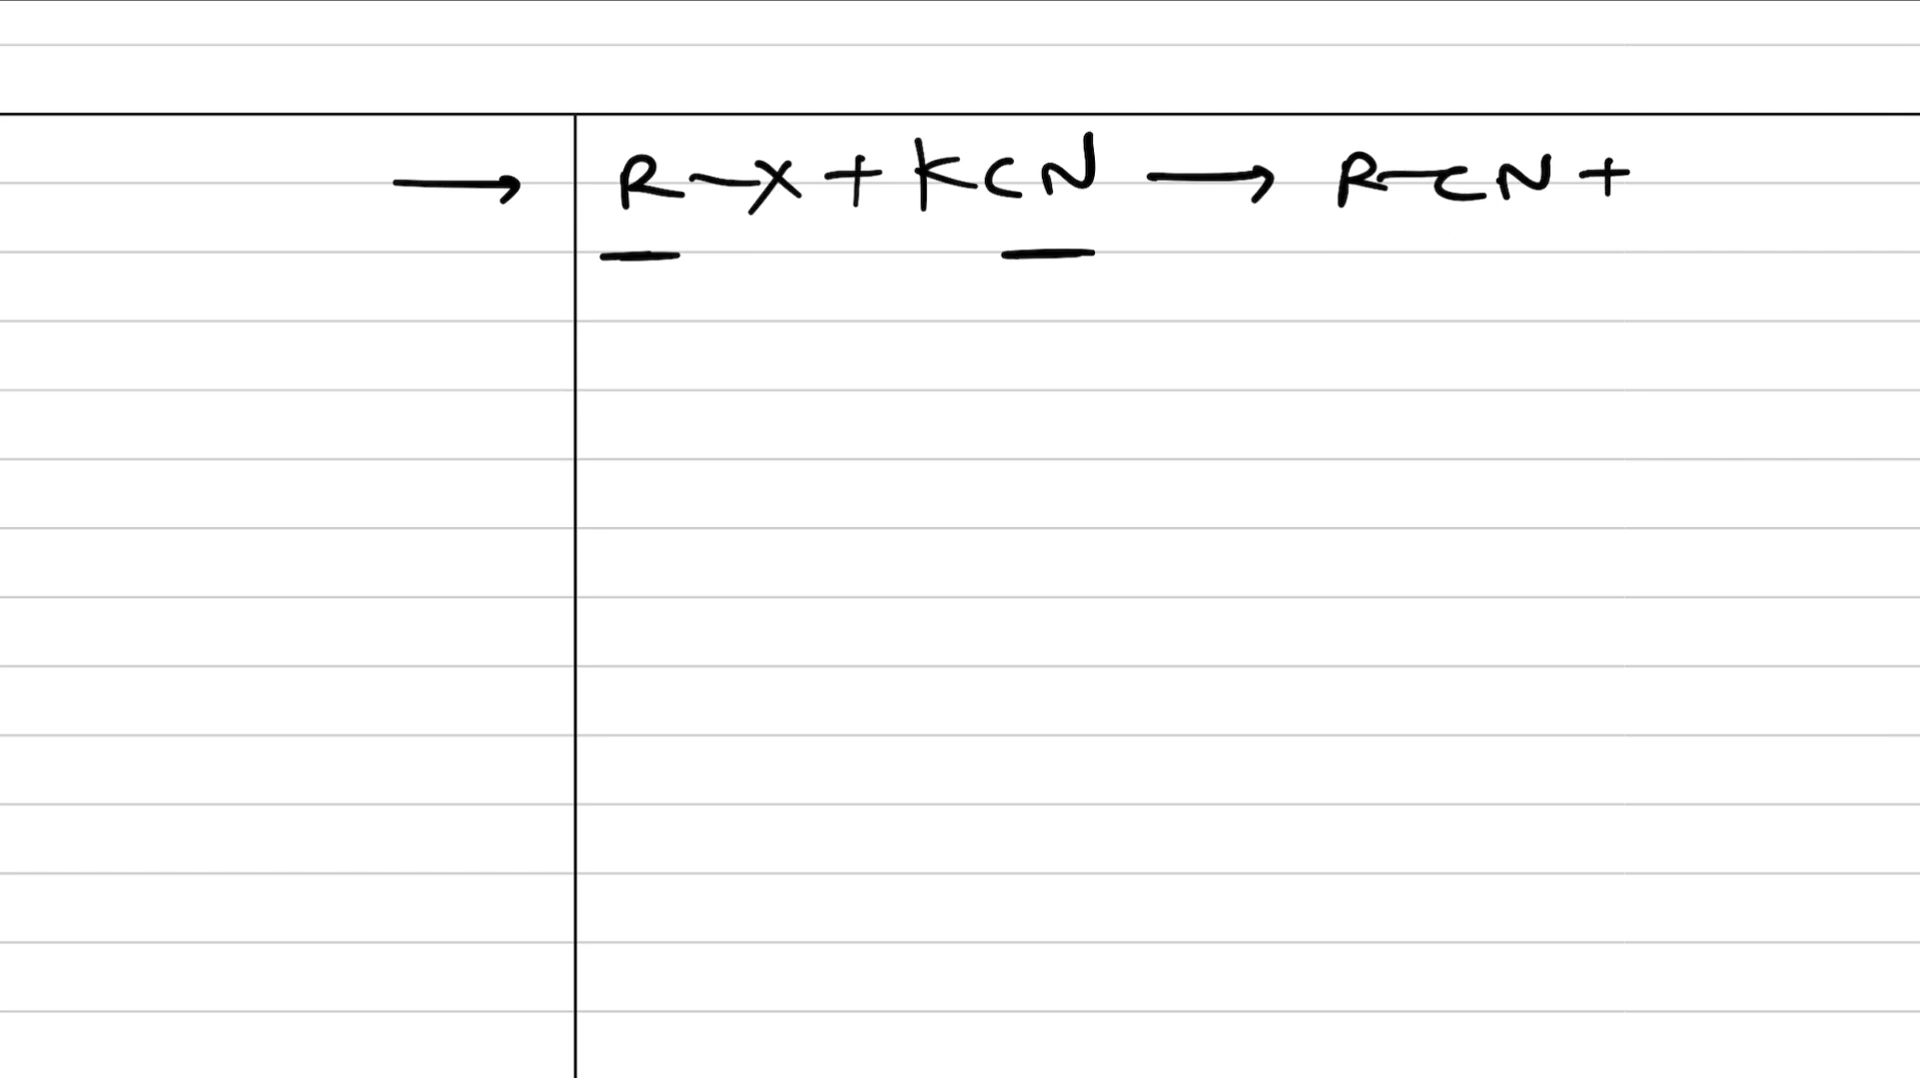 → R-X + KCN → R-CN +